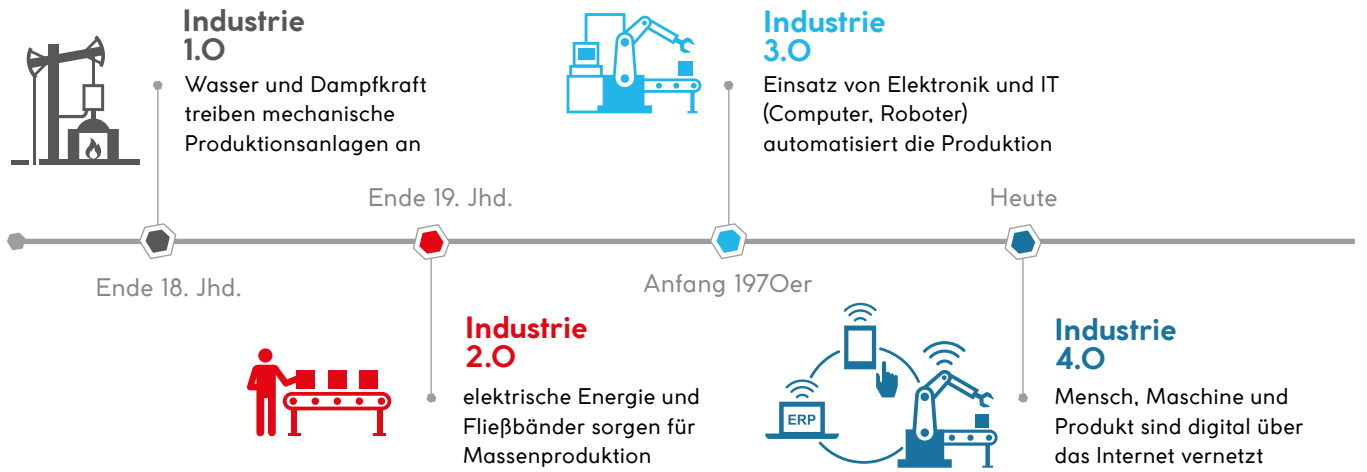 Industrie
1.0
Wasser und Dampfkraft
treiben mechanische
Produktionsanlagen an
Ende 18. Jhd.
Ende 19. Jhd.
Industrie
2.0
elektrische Energie und
Fließbänder sorgen für
Massenproduktion
Industrie
3.0
Einsatz von Elektronik und IT
(Computer, Roboter)
automatisiert die Produktion
Anfang 1970er
Heute
ERP
Industrie
4.0
Mensch, Maschine und
Produkt sind digital über
das Internet vernetzt